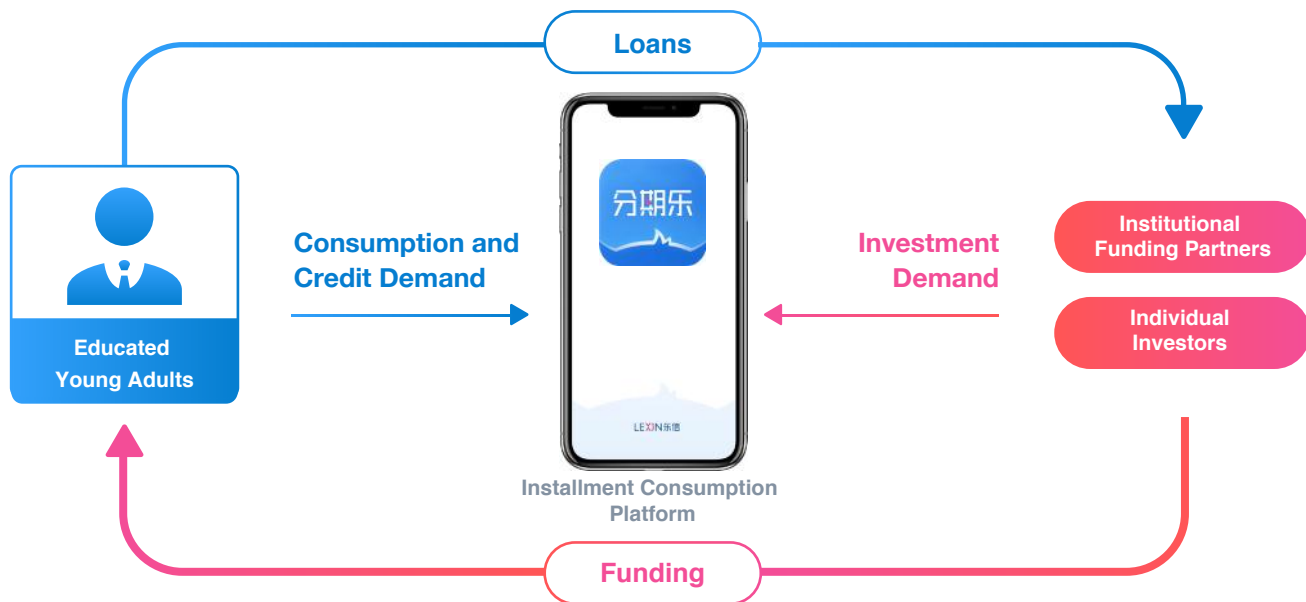 Loans
分期乐
Consumption and
Credit Demand
Investment
Demand
Institutional
Funding Partners
Individual
Investors
Educated
Young Adults
LEXIN乐信
Installment Consumption
Platform
Funding